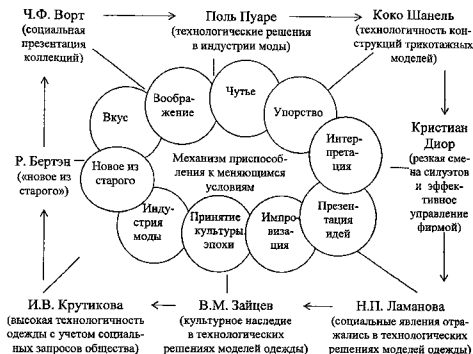 Ч.Ф. Ворт
(социальная
презентация
коллекций)
Поль Пуаре
(технологические решения
в индустрии моды)
Коко Шанель
(технологичность кон-
струкций трикотажных
моделей)
Вкус
Вообра-
жение
Чутье
Упорство
Р. Бертэн
(«новое из
старого»)
Новое из
старого
Механизм приспособ-
ления к меняющимся
условиям
Интер-
прета-
ция
Кристиан
Диор
(резкая сме-
на силуэтов
и эффек-
тивное
управление
фирмой)
Инду-
стрия
моды
Принятие
культуры
эпохи
Импро-
визация
Презен-
тация
идей
И.В. Крутикова
(высокая технологичность
одежды с учетом социаль-
ных запросов общества)
В.М. Зайцев
(культурное наследие
в технологических
решениях моделей одежды)
Н.П. Ламанова
(социальные явления отра-
жались в технологических
решениях моделей одежды)